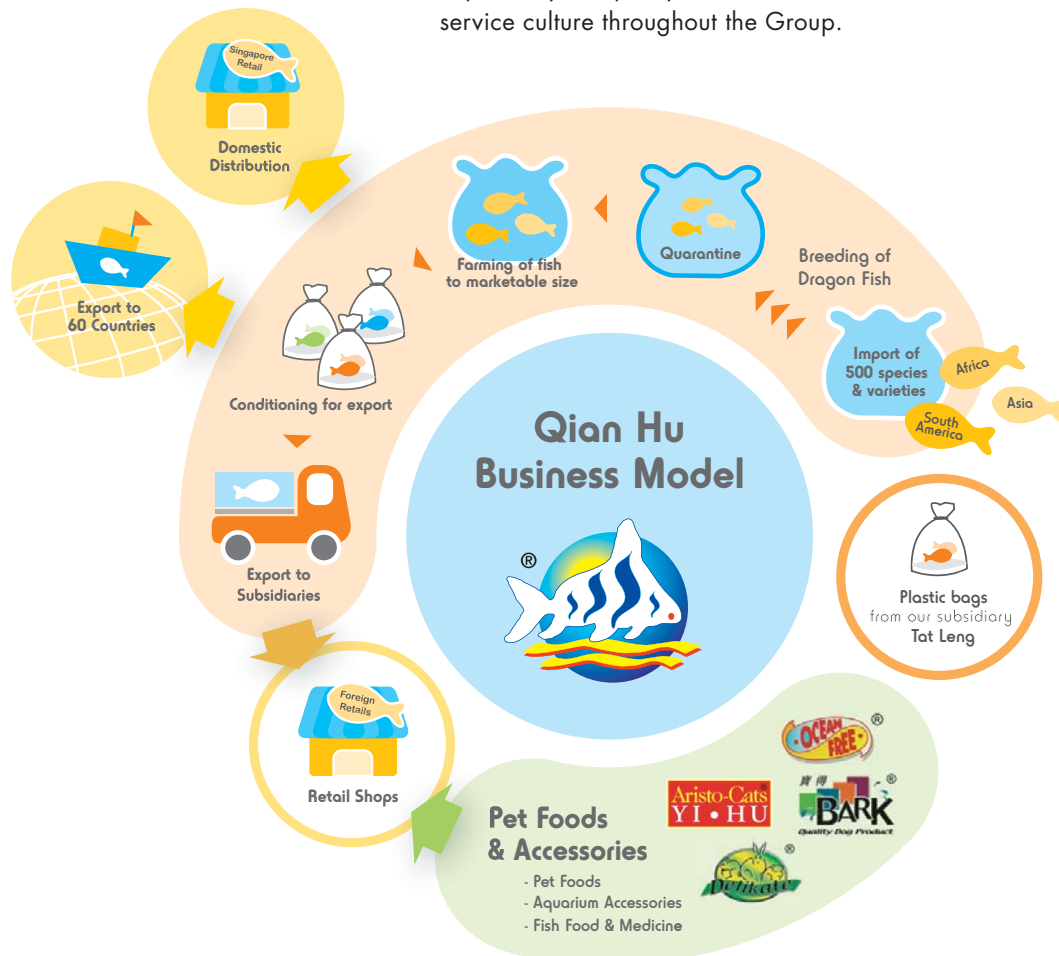 service culture throughout the Group.
Singapore
Retail
Domestic
Distribution
Export to
60 Countries
Farming of fish
to marketable size
Quarantine
Breeding of
Dragon Fish
Import of
500 species
& varieties
Africa
Asia
South
America
Conditioning for export
Export to
Subsidiaries
Qian Hu
Business Model
®
Plastic bags
from our subsidiary
Tat Leng
Foreign
Retails
Retail Shops
Pet Foods
& Accessories
- Pet Foods
- Aquarium Accessories
- Fish Food & Medicine
OCEAN
FREE
®
Aristo-Cats
YI•HU
寶得
®
BARK
Quality Dog Product
®
Delikate